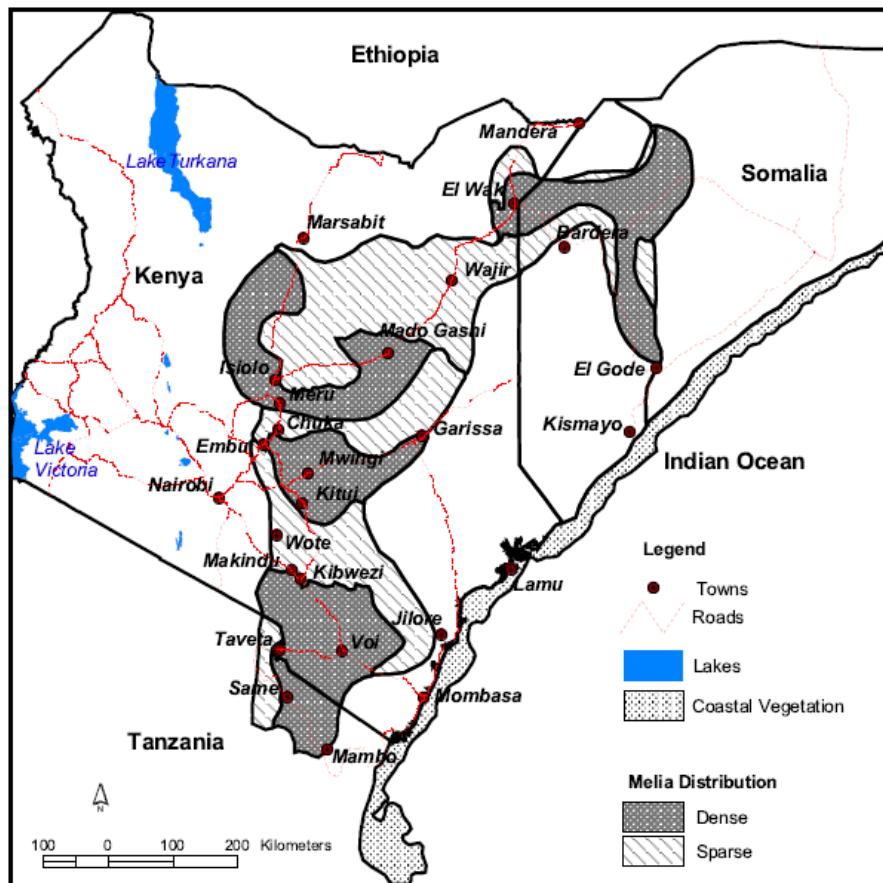 Ethiopia
Mandera
Lake Turkana
El Wak
Somalia
Marsabit
Bardera
Kenya
Wajir
Mado Gashi
Isiolo
El Gode
Meru
Chuka
Garissa
Kismayo
Embu
Lake
Victoria
Mwingi
Indian Ocean
Nairobi
Kitui
Wote
Makindu
Kibwezi
Lamu
Jilore
Taveta
Voi
Same
Mombasa
Tanzania
Mambo
N
100 0 100 200 Kilometers
Legend
Towns
Roads
Lakes
Coastal Vegetation
Melia Distribution
Dense
Sparse